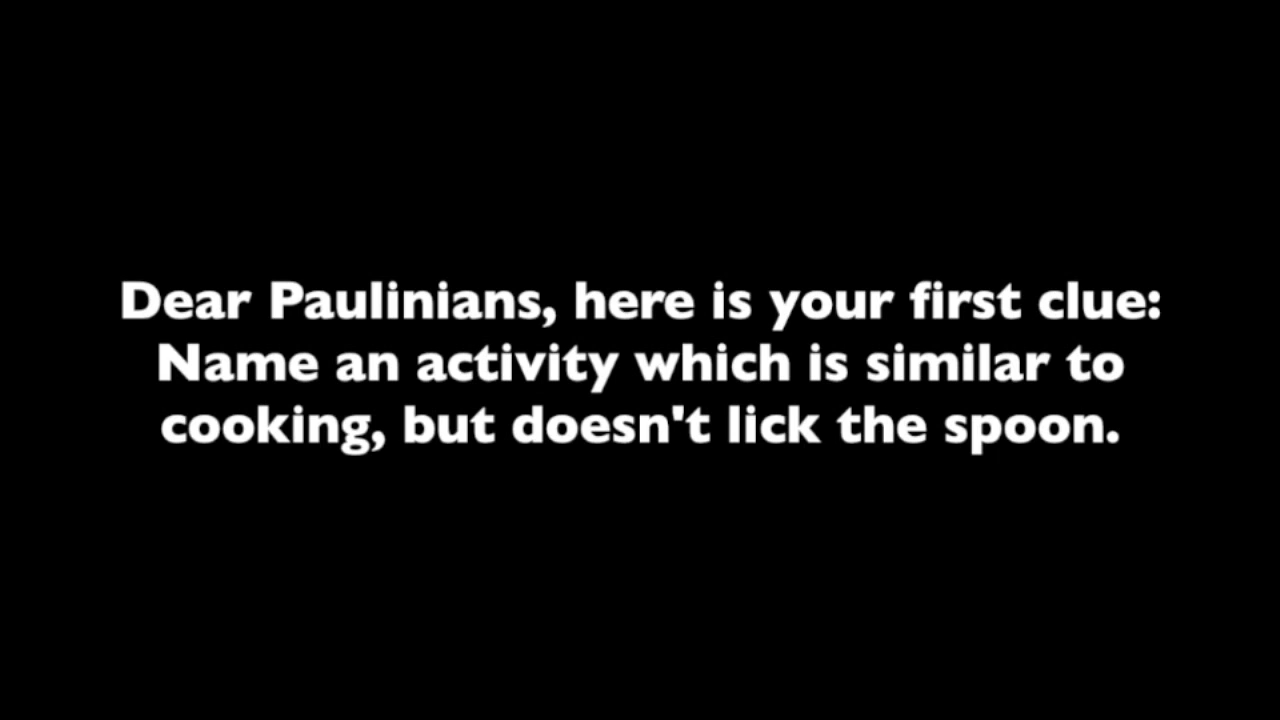 Dear Paulinians, here is your first clue:
Name an activity which is similar to
cooking, but doesn't lick the spoon.